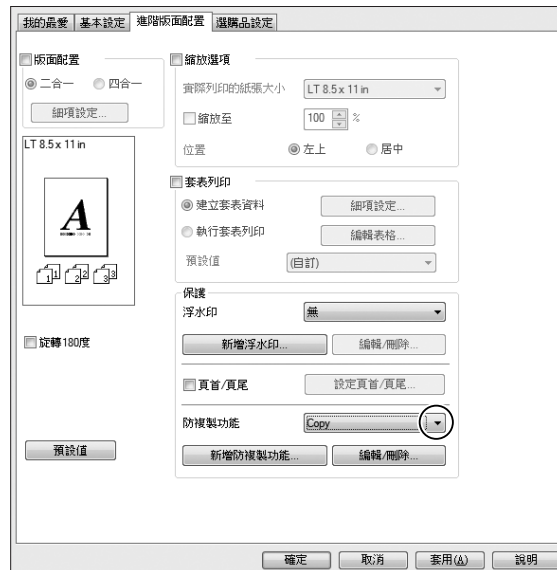 我的最愛 基本設定 進階版面配置 選購品設定
版面配置
二合一 四合一
細項設定...
LT 8.5 x 11 in
A
1 1 2 2 3 3
旋轉180度
預設值
縮放選項
實際列印的紙張大小 LT 8.5 x 11 in
縮放至 100 %
位置 左上 居中
套表列印
建立套表資料 細項設定...
執行套表列印 編輯表格...
預設值 (自訂)
保護
浮水印 無
新增浮水印... 編輯/刪除...
頁首/頁尾 設定頁首/頁尾...
防複製功能 Copy
新增防複製功能... 編輯/刪除...
確定 取消 套用(A) 說明